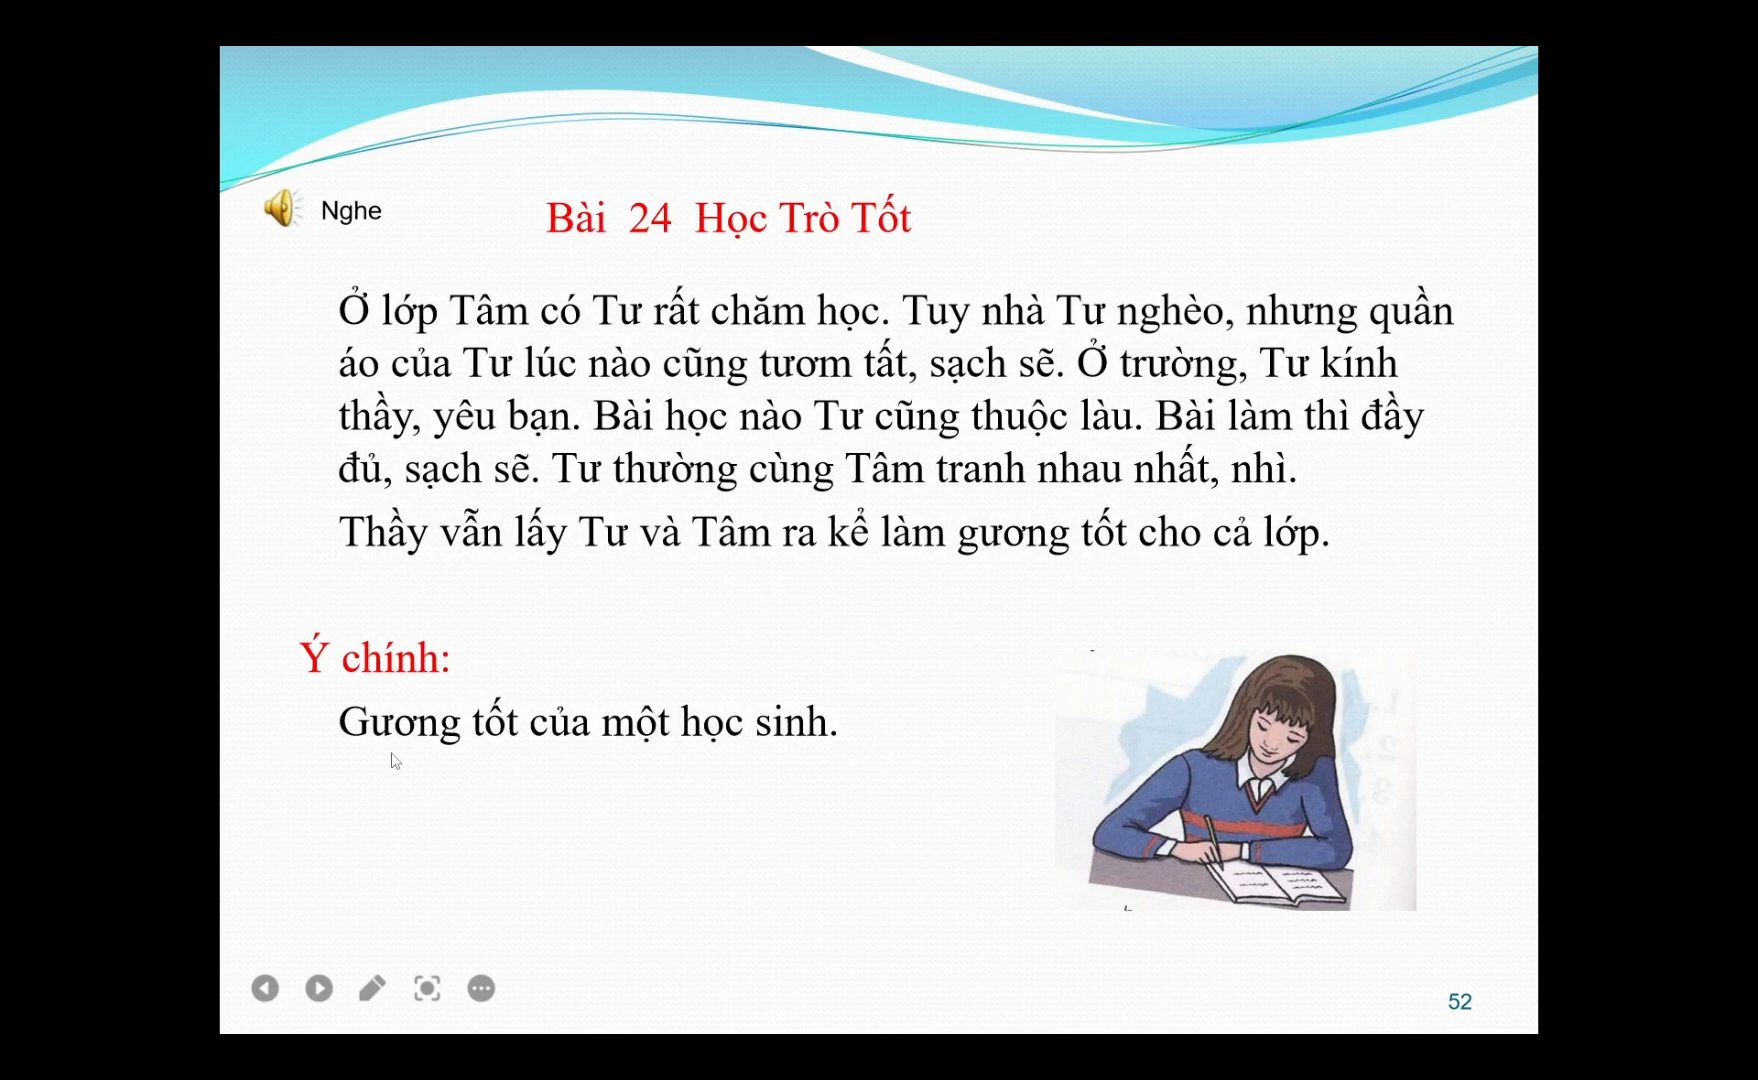 Nghe
Bài 24 Học Trò Tốt
Ở lớp Tâm có Tư rất chăm học. Tuy nhà Tư nghèo, nhưng quần
áo của Tư lúc nào cũng tươm tất, sạch sẽ. Ở trường, Tư kính
thầy, yêu bạn. Bài học nào Tư cũng thuộc làu. Bài làm thì đầy
đủ, sạch sẽ. Tư thường cùng Tâm tranh nhau nhất, nhì.
Thầy vẫn lấy Tư và Tâm ra kể làm gương tốt cho cả lớp.
Ý chính:
Gương tốt của một học sinh.
52